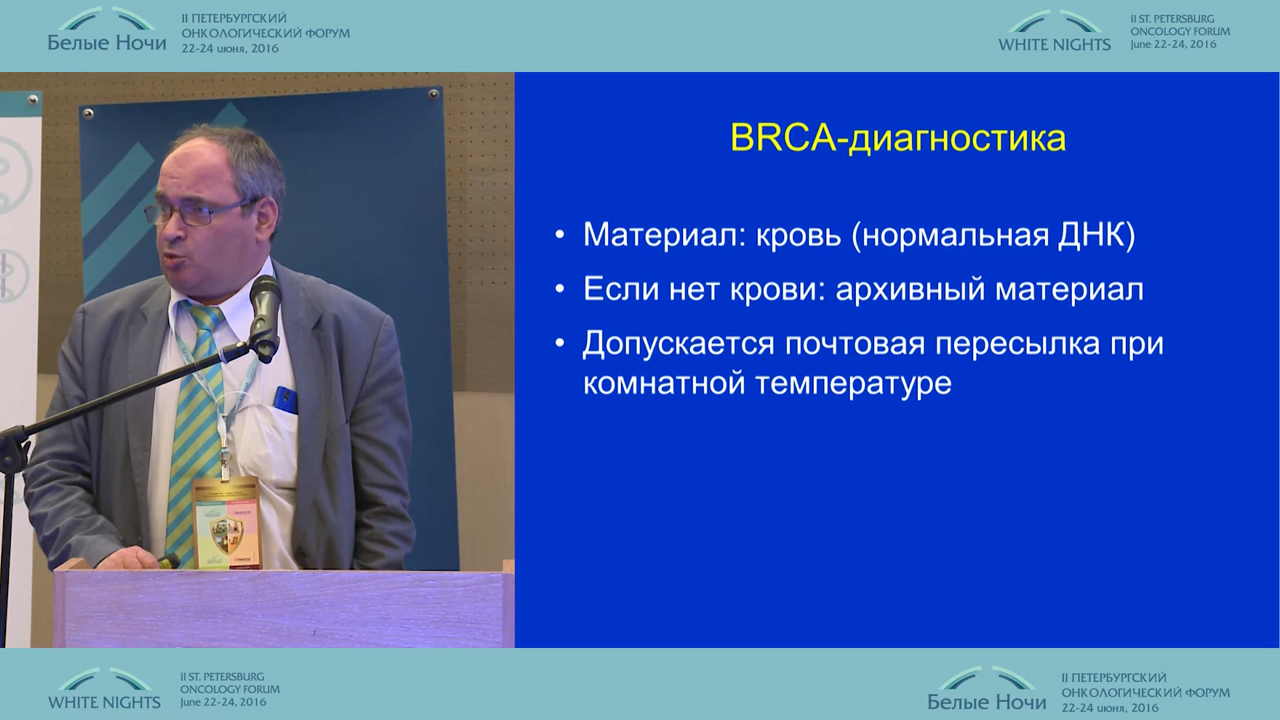 Белые Ночи
II ПЕТЕРБУРГСКИЙ
ОНКОЛОГИЧЕСКИЙ ФОРУМ
22-24 июня, 2016
WHITE NIGHTS
II ST. PETERSBURG
ONCOLOGY FORUM
June 22-24, 2016
BRCA-диагностика
• Материал: кровь (нормальная ДНК)
• Если нет крови: архивный материал
• Допускается почтовая пересылка при
комнатной температуре
WHITE NIGHTS
II ST. PETERSBURG
ONCOLOGY FORUM
June 22-24, 2016
Белые Ночи
II ПЕТЕРБУРГСКИЙ
ОНКОЛОГИЧЕСКИЙ ФОРУМ
22-24 июня, 2016